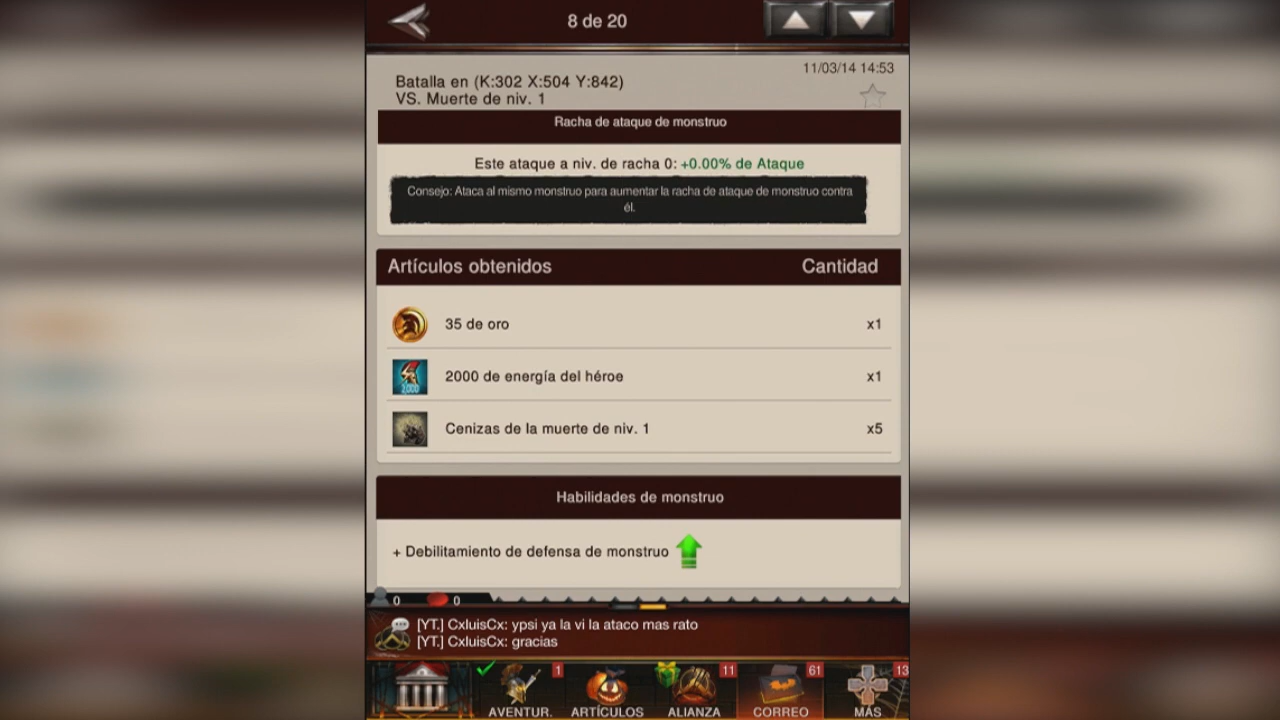 8 de 20
11/03/14 14:53
Batalla en (K:302 X:504 Y:842)
VS. Muerte de niv. 1
Racha de ataque de monstruo
Este ataque a niv. de racha 0: +0.00% de Ataque
Consejo: Ataca al mismo monstruo para aumentar la racha de ataque de monstruo contra
él.
Artículos obtenidos Cantidad
35 de oro x1
2,000
2000 de energía del héroe x1
Cenizas de la muerte de niv. 1 x5
Habilidades de monstruo
+ Debilitamiento de defensa de monstruo
0 0
[YT.] CxluisCx: ypsi ya la vi la ataco mas rato
[YT.] CxluisCx: gracias
1 11 61 13
AVENTUR. ARTÍCULOS ALIANZA CORREO MÁS